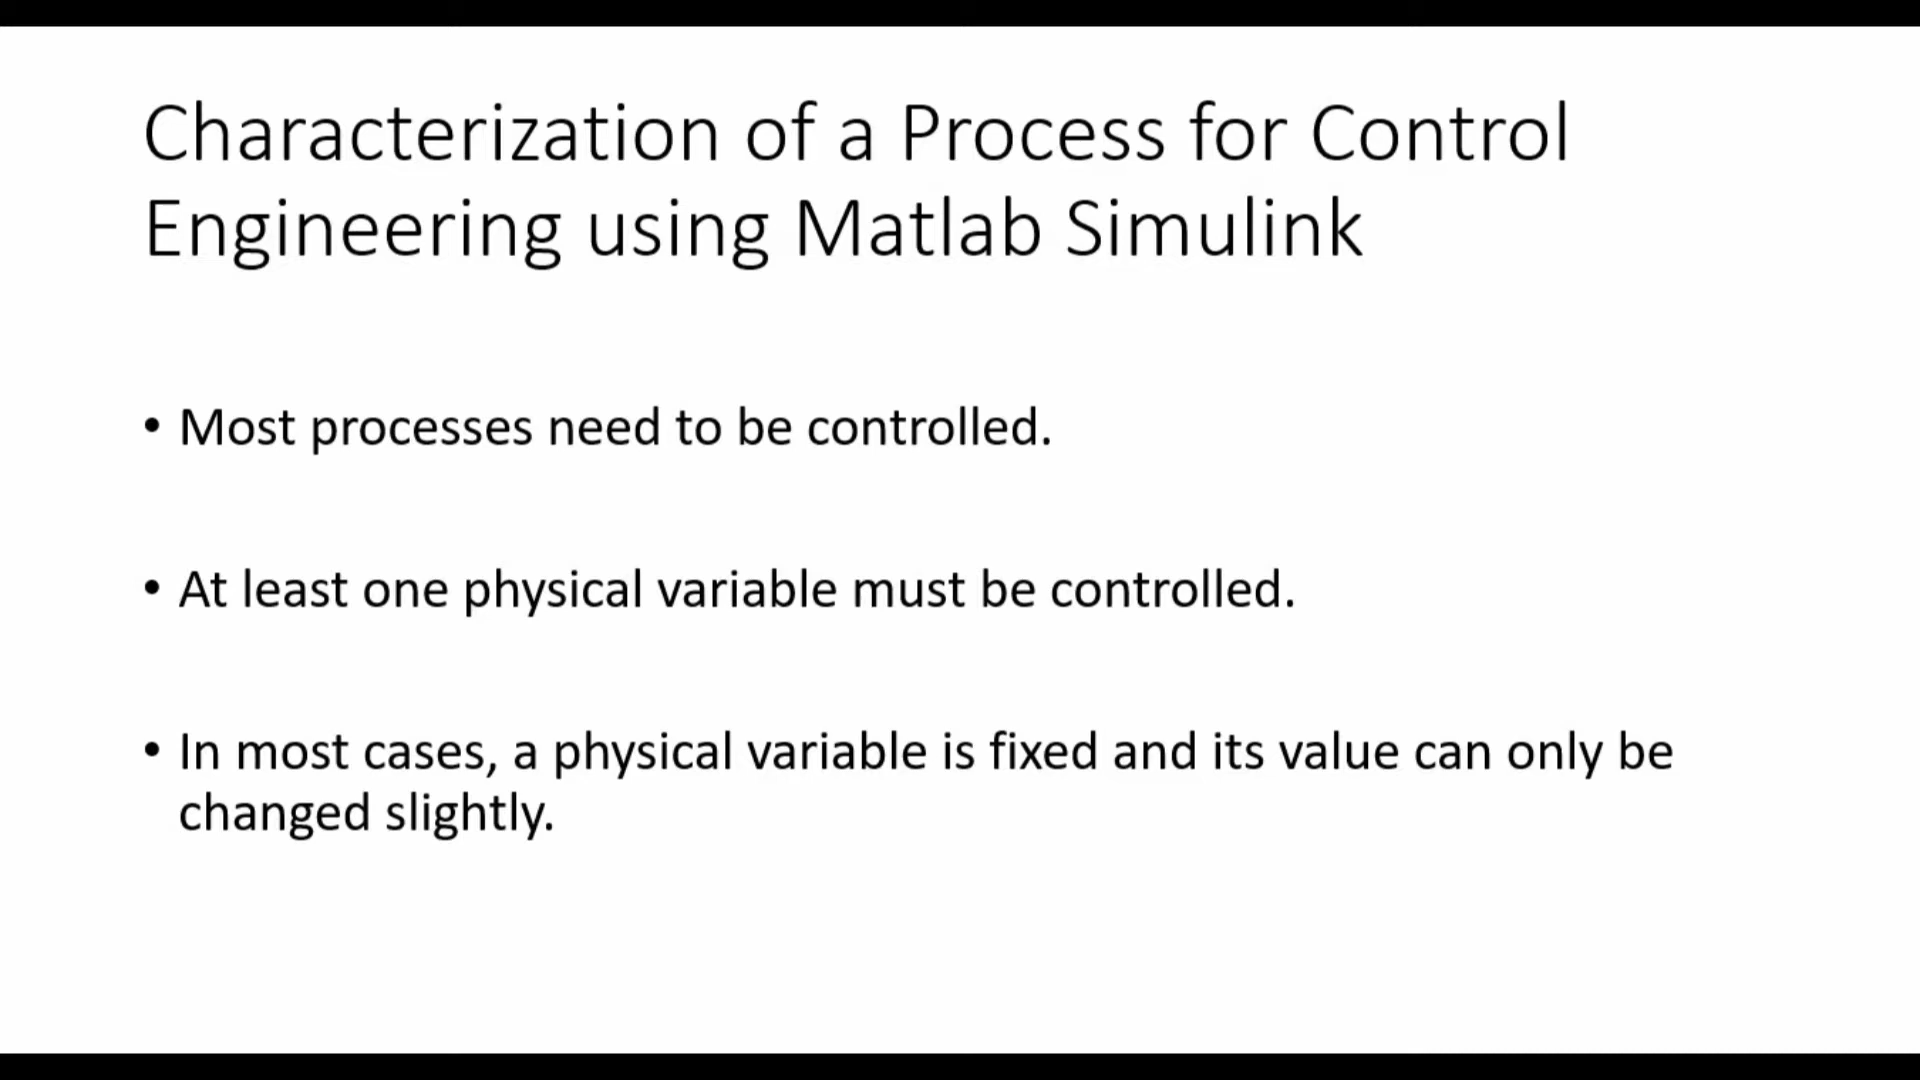 Characterization of a Process for Control
Engineering using Matlab Simulink
• Most processes need to be controlled.
• At least one physical variable must be controlled.
• In most cases, a physical variable is fixed and its value can only be
changed slightly.